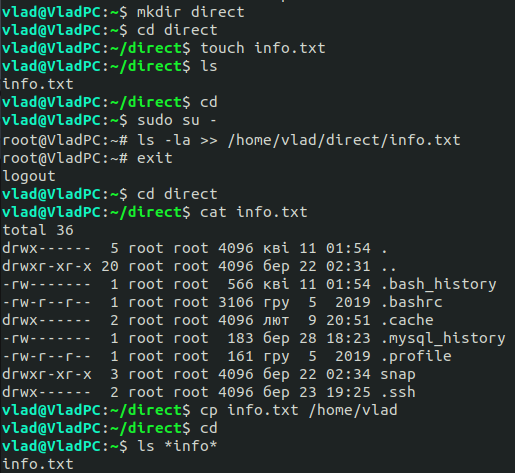 vlad@VladPC:~$ mkdir direct
vlad@VladPC:~$ cd direct
vlad@VladPC:~/direct$ touch info.txt
vlad@VladPC:~/direct$ ls
info.txt
vlad@VladPC:~/direct$ cd
vlad@VladPC:~$ sudo su -
root@VladPC:~# ls -la >> /home/vlad/direct/info.txt
root@VladPC:~# exit
logout
vlad@VladPC:~$ cd direct
vlad@VladPC:~/direct$ cat info.txt
total 36
drwx------  5 root root 4096 кві 11 01:54 .
drwxr-xr-x 20 root root 4096 бер 22 02:31 ..
-rw-------  1 root root  566 кві 11 01:54 .bash_history
-rw-r--r--  1 root root 3106 гру  5  2019 .bashrc
drwx------  2 root root 4096 лют  9 20:51 .cache
-rw-------  1 root root  183 бер 28 18:23 .mysql_history
-rw-r--r--  1 root root  161 гру  5  2019 .profile
drwxr-xr-x  3 root root 4096 бер 22 02:34 snap
drwx------  2 root root 4096 бер 23 19:25 .ssh
vlad@VladPC:~/direct$ cp info.txt /home/vlad
vlad@VladPC:~/direct$ cd
vlad@VladPC:~$ ls *info*
info.txt